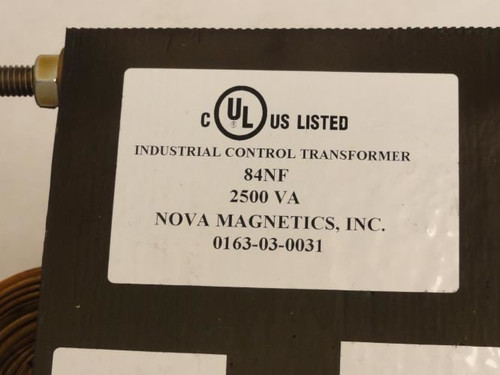 C UL US LISTED
INDUSTRIAL CONTROL TRANSFORMER
84NF
2500 VA
NOVA MAGNETICS, INC.
0163-03-0031